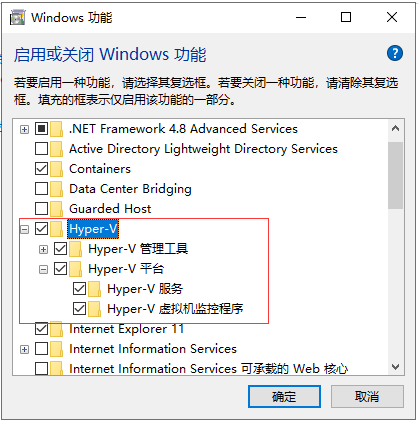 Windows 功能
启用或关闭 Windows 功能
若要启用一种功能，请选择其复选框。若要关闭一种功能，请清除其复选
框。填充的框表示仅启用该功能的一部分。
.NET Framework 4.8 Advanced Services
Active Directory Lightweight Directory Services
Containers
Data Center Bridging
Guarded Host
Hyper-V
Hyper-V 管理工具
Hyper-V 平台
Hyper-V 服务
Hyper-V 虚拟机监控程序
Internet Explorer 11
Internet Information Services
Internet Information Services 可承载的 Web 核心
确定
取消